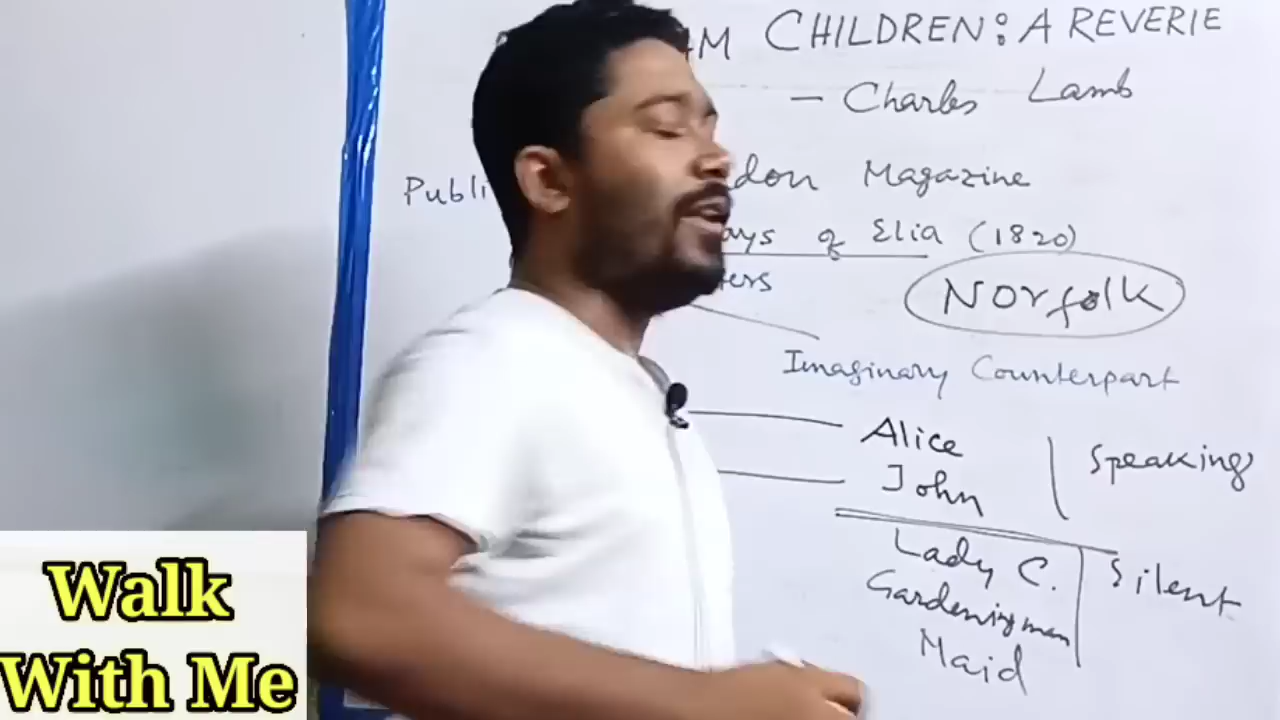 AM CHILDREN: A REVERIE
- Charles Lamb
Publi don Magazine
ays of Elia (1820)
ters
Norfolk
Imaginary Counterpart
Alice
Speaking
John
Lady C.
Silent
Gardening man
Maid
Walk
With Me